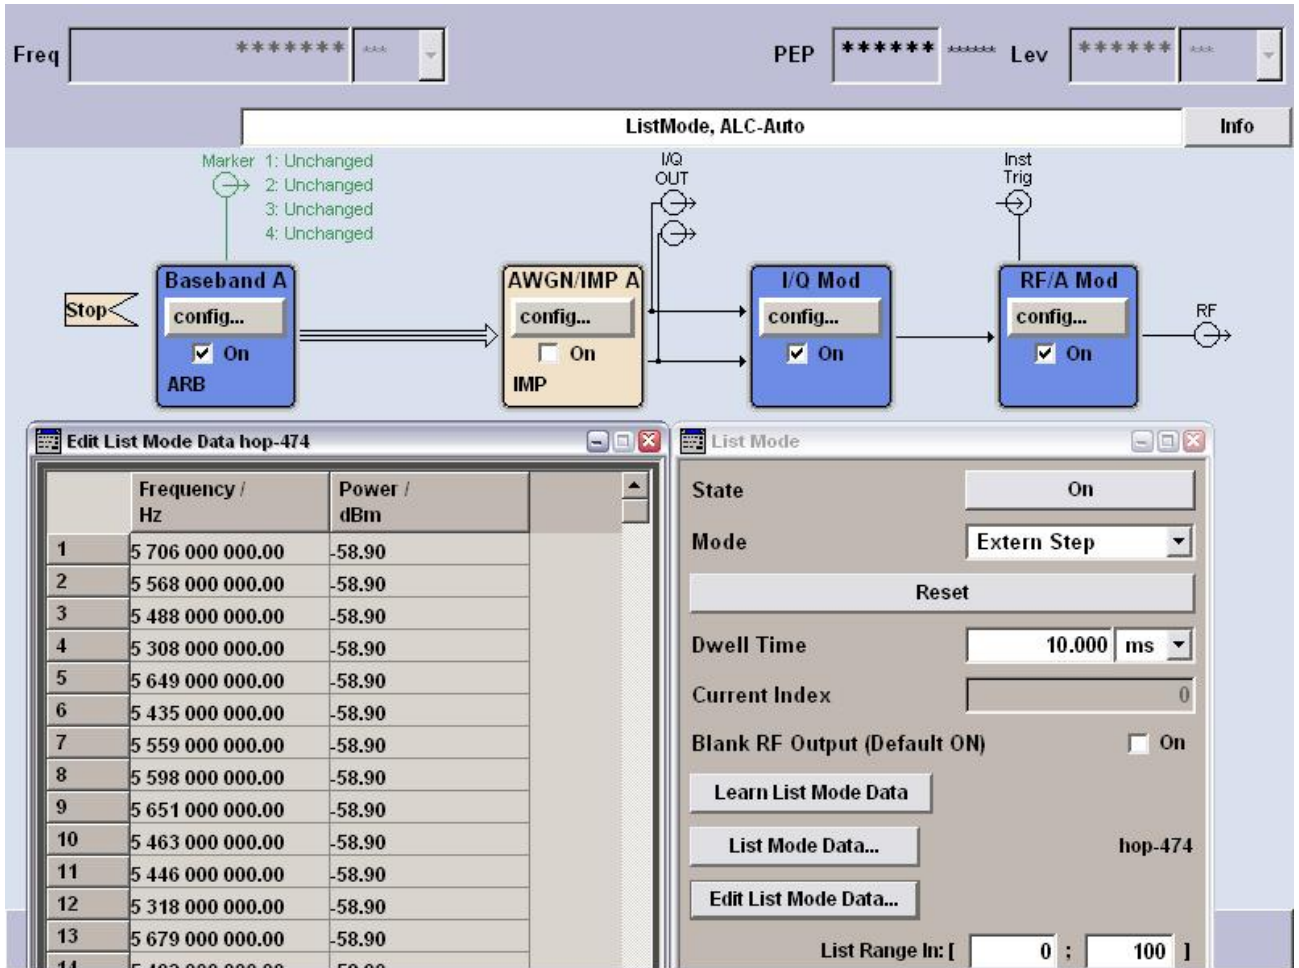 Freq ******* *** PEP ****** ****** Lev ****** ***
ListMode, ALC-Auto Info
Marker 1: Unchanged
2: Unchanged
3: Unchanged
4: Unchanged
I/Q
OUT
Inst
Trig
Stop
Baseband A
config...
On
ARB
AWGN/IMP A
config...
On
IMP
I/Q Mod
config...
On
RF/A Mod
config...
On
RF
Edit List Mode Data hop-474
Frequency / Power /
Hz dBm
1 5 706 000 000.00 -58.90
2 5 568 000 000.00 -58.90
3 5 488 000 000.00 -58.90
4 5 308 000 000.00 -58.90
5 5 649 000 000.00 -58.90
6 5 435 000 000.00 -58.90
7 5 559 000 000.00 -58.90
8 5 598 000 000.00 -58.90
9 5 651 000 000.00 -58.90
10 5 463 000 000.00 -58.90
11 5 446 000 000.00 -58.90
12 5 318 000 000.00 -58.90
13 5 679 000 000.00 -58.90
14
List Mode
State On
Mode Extern Step
Reset
Dwell Time 10.000 ms
Current Index 0
Blank RF Output (Default ON) On
Learn List Mode Data
List Mode Data... hop-474
Edit List Mode Data...
List Range In: [ 0 ; 100 ]